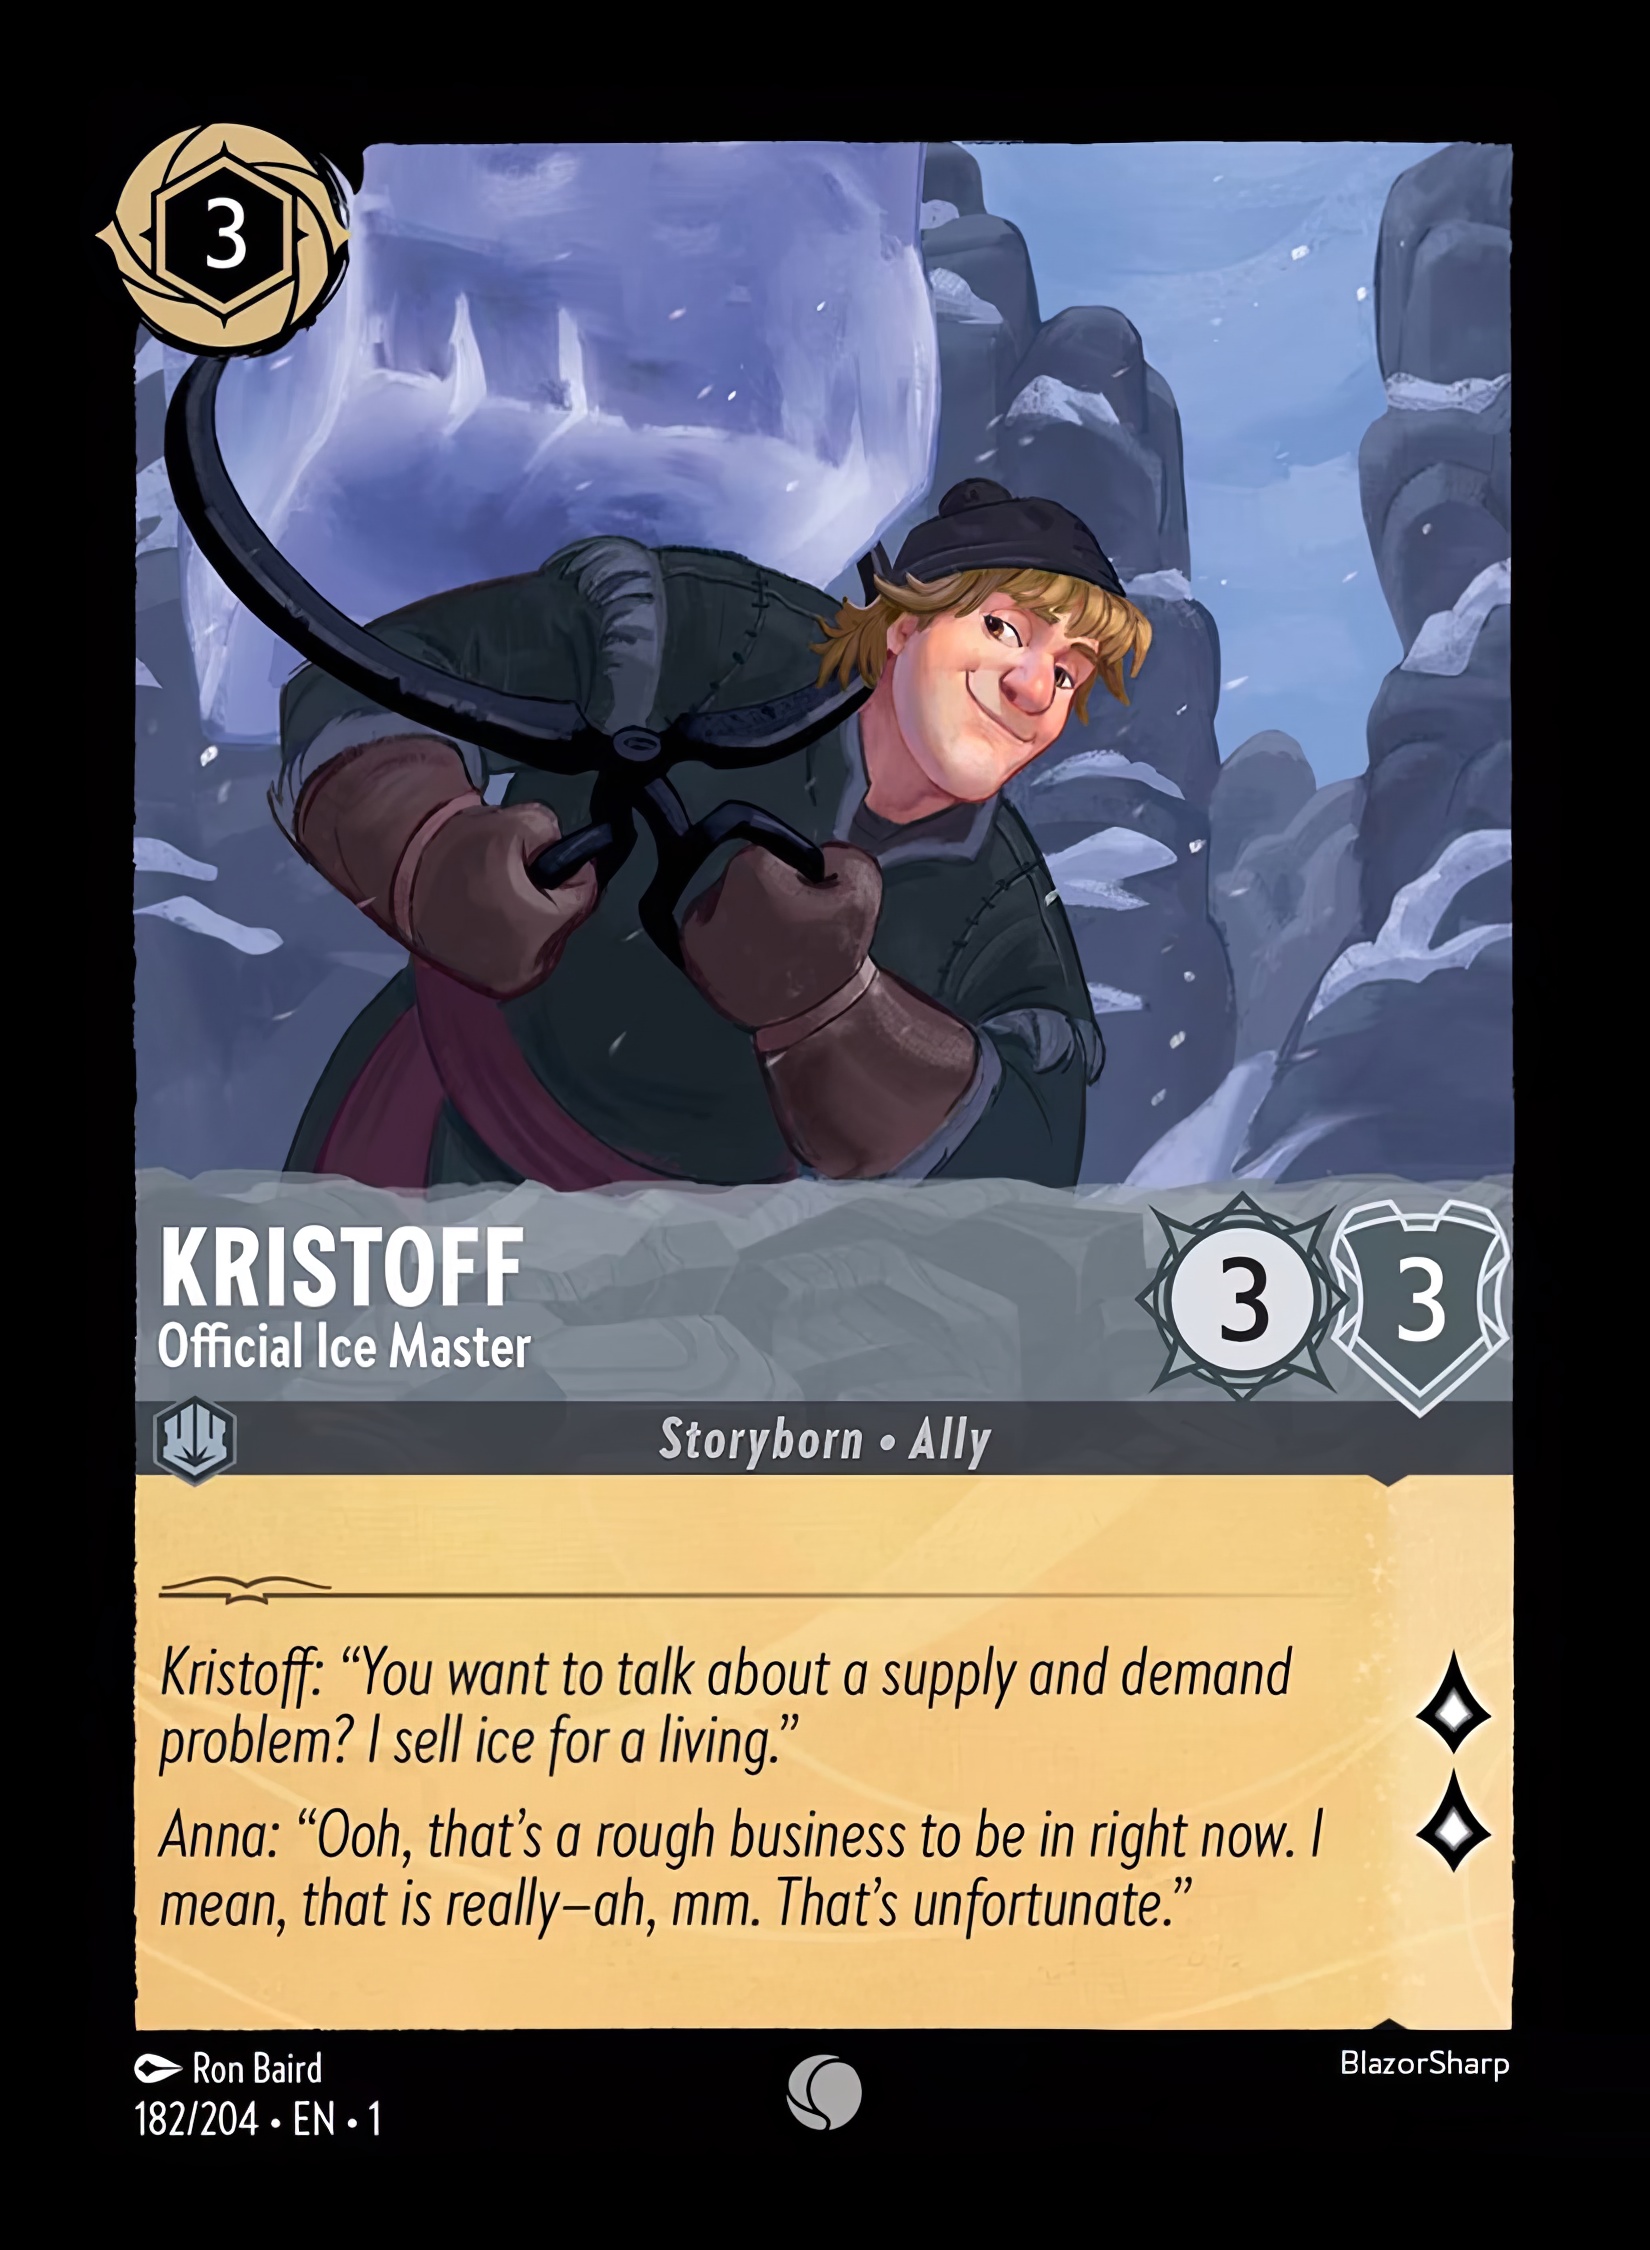 3
KRISTOFF
Official Ice Master
3 3
Storyborn • Ally
Kristoff: “You want to talk about a supply and demand
problem? I sell ice for a living.”
Anna: “Ooh, that’s a rough business to be in right now. I
mean, that is really–ah, mm. That’s unfortunate.”
Ron Baird
BlazorSharp
182/204 • EN • 1